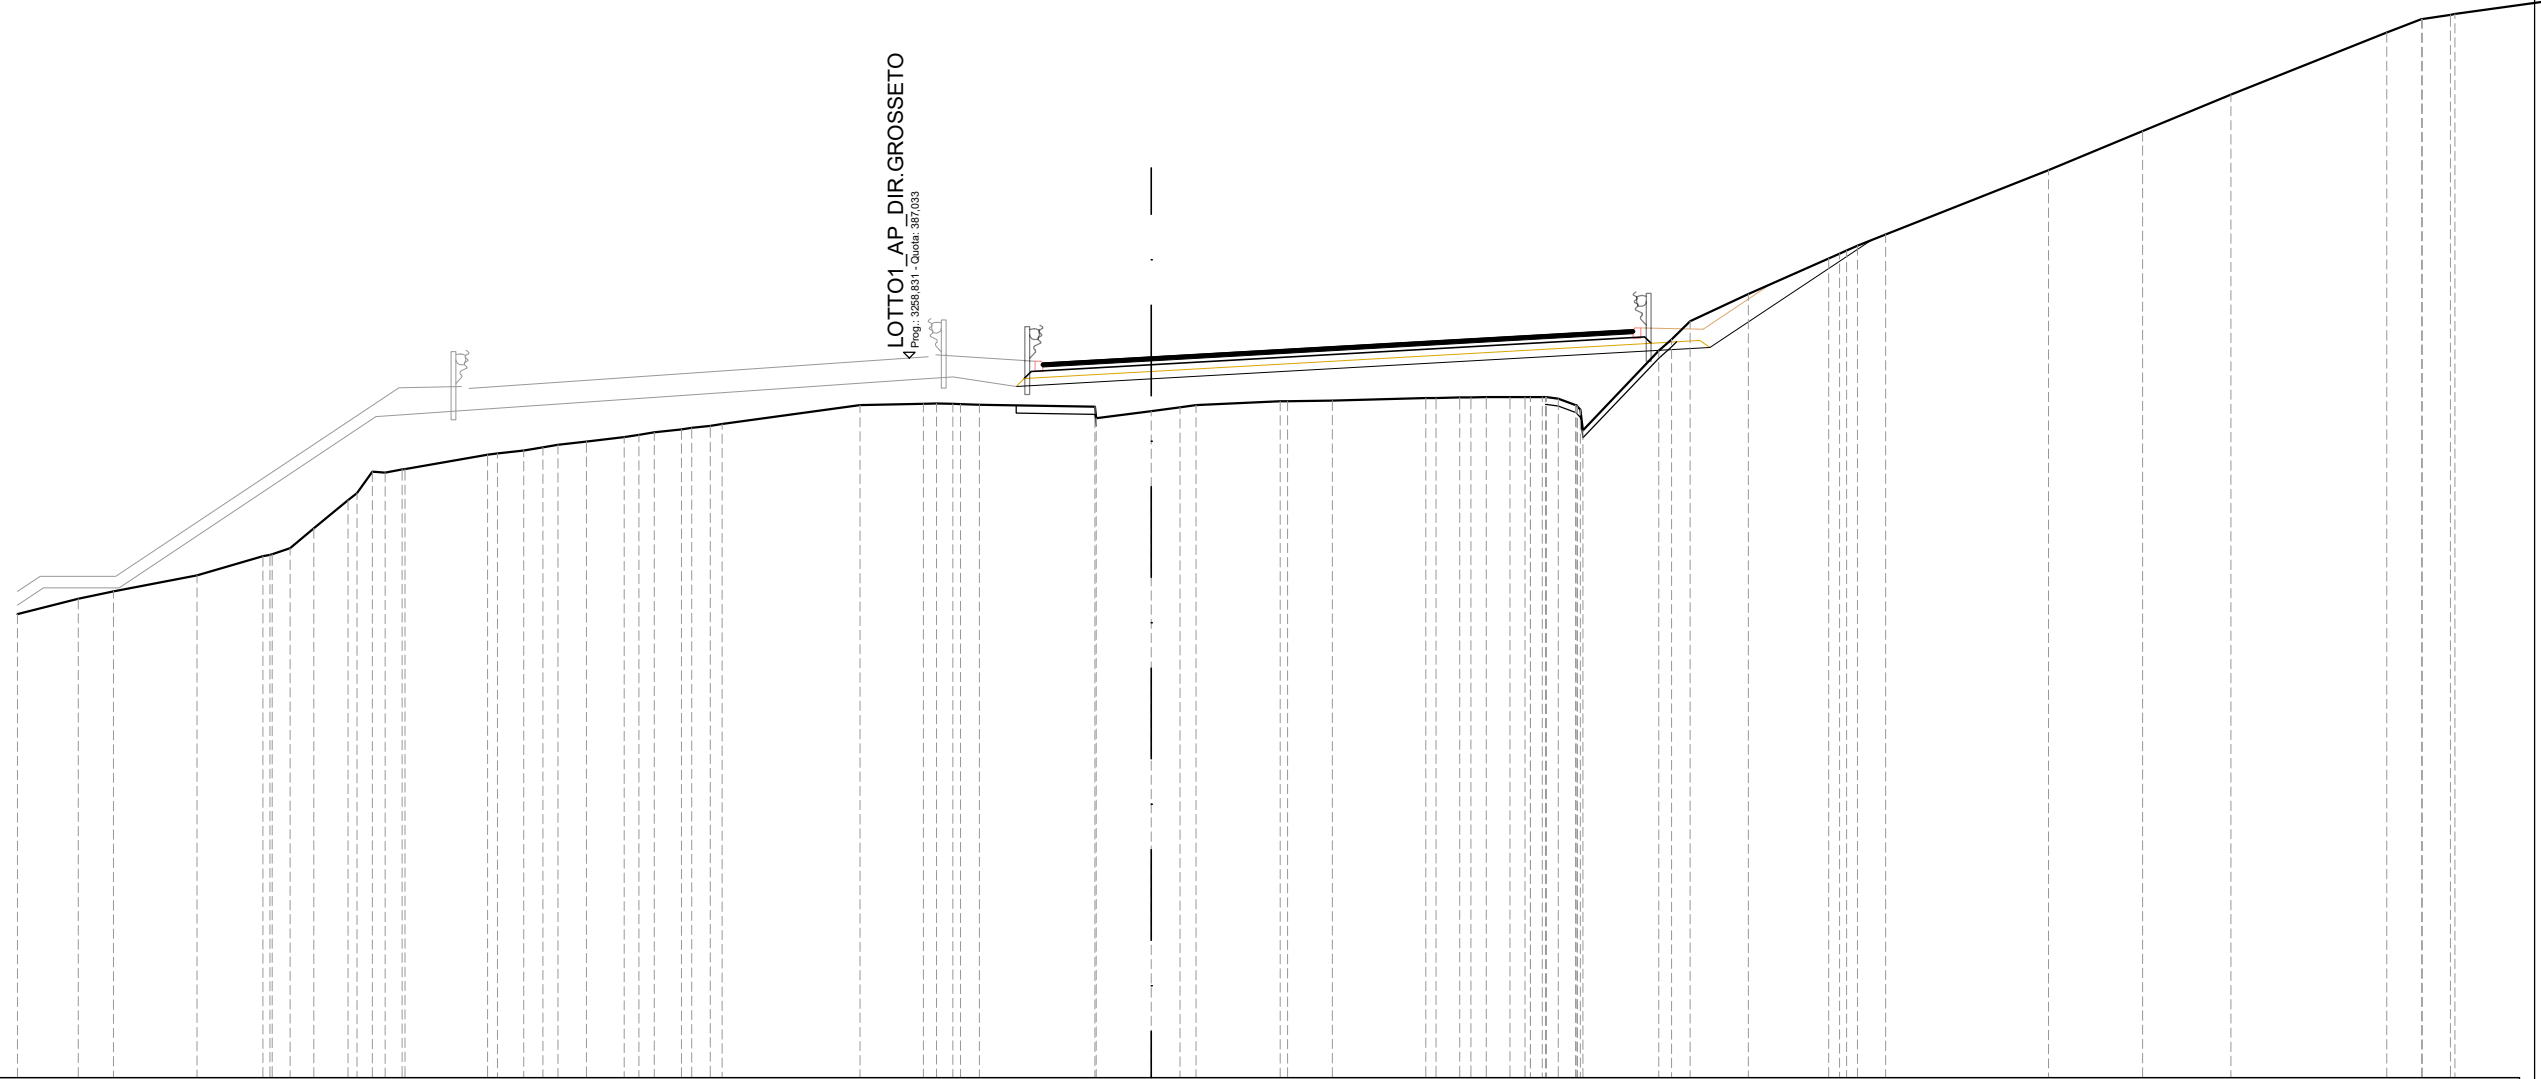 LOTTO1_AP_DIR.GROSSETO
Prog.: 3258,831 - Quota: 387,033